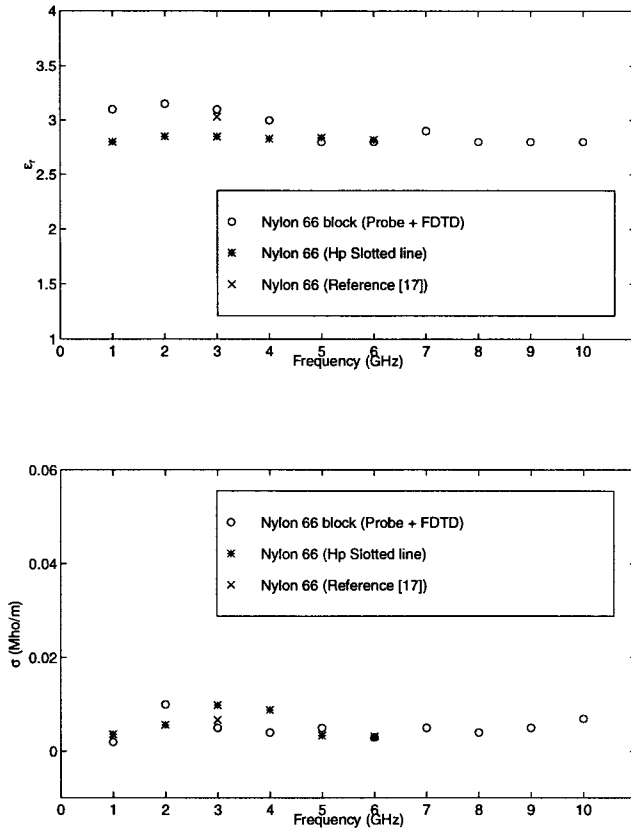 4
3.5
3
2.5
2
1.5
1
εr
Nylon 66 block (Probe + FDTD)
Nylon 66 (Hp Slotted line)
Nylon 66 (Reference [17])
0 1 2 3 4 5 6 7 8 9 10
Frequency (GHz)
0.06
0.04
0.02
0
σ (Mho/m)
Nylon 66 block (Probe + FDTD)
Nylon 66 (Hp Slotted line)
Nylon 66 (Reference [17])
0 1 2 3 4 5 6 7 8 9 10
Frequency (GHz)